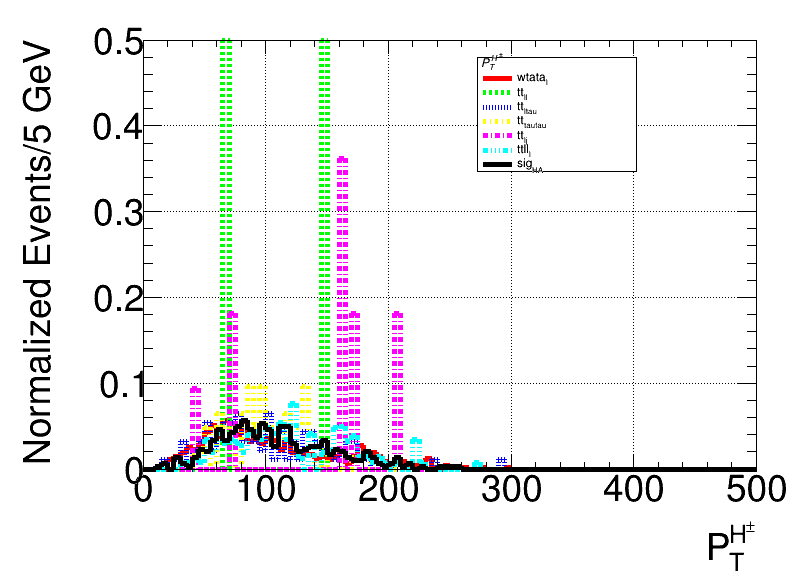 Normalized Events/5 GeV
0.5
0.4
0.3
0.2
0.1
0
0 100 200 300 400 500
P_T^{H^±}
P_T^{H^±}
wtata_l
tt_ll
tt_ltau
tt_tautau
tt_lj
ttll_l
sig_HA